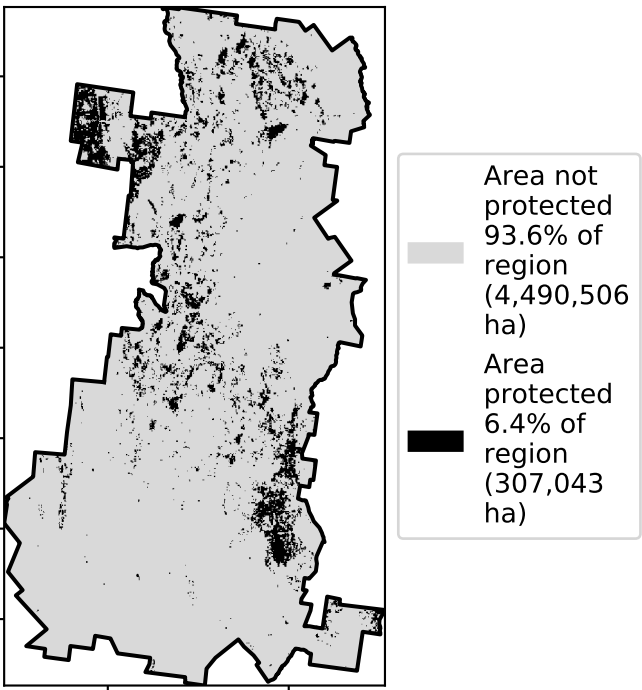 Area not
protected
93.6% of
region
(4,490,506
ha)
Area
protected
6.4% of
region
(307,043
ha)